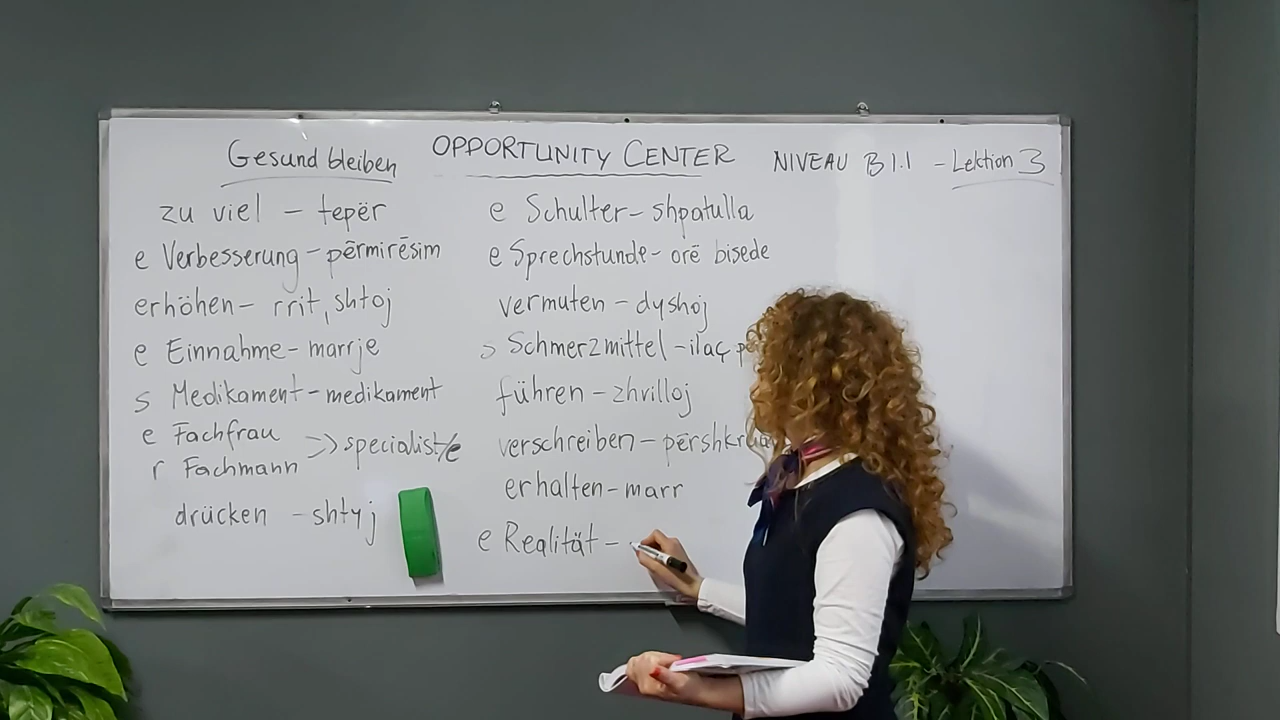 Gesund bleiben
OPPORTUNITY CENTER
NIVEAU B1.1 - Lektion 3
zu viel - tepër
e Verbesserung - përmirësim
erhöhen - rrit, shtoj
e Einnahme - marrje
s Medikament - medikament
e Fachfrau
r Fachmann
=> specialist/e
drücken - shtyj
e Schulter - shpatulla
e Sprechstunde - orë bisede
vermuten - dyshoj
s Schmerzmittel - ilaç
führen - zhvilloj
verschreiben -
erhalten - marr
e Realität -